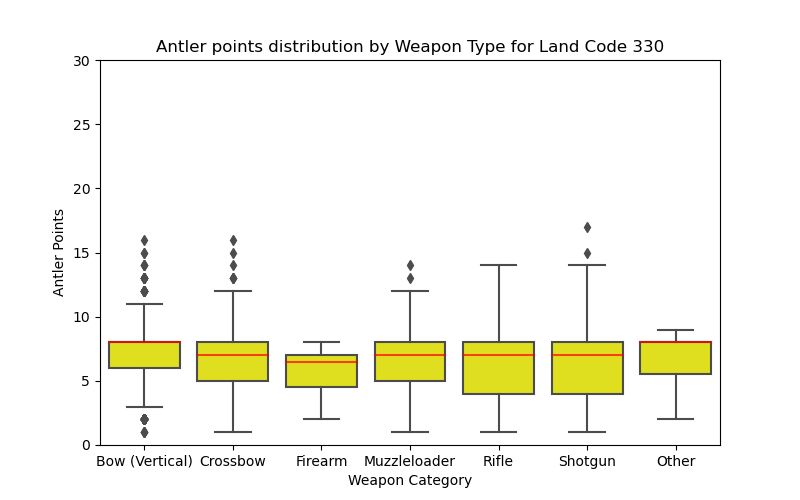 Antler points distribution by Weapon Type for Land Code 330
Antler Points
30
25
20
15
10
5
0
Bow (Vertical) Crossbow Firearm Muzzleloader Rifle Shotgun Other
Weapon Category